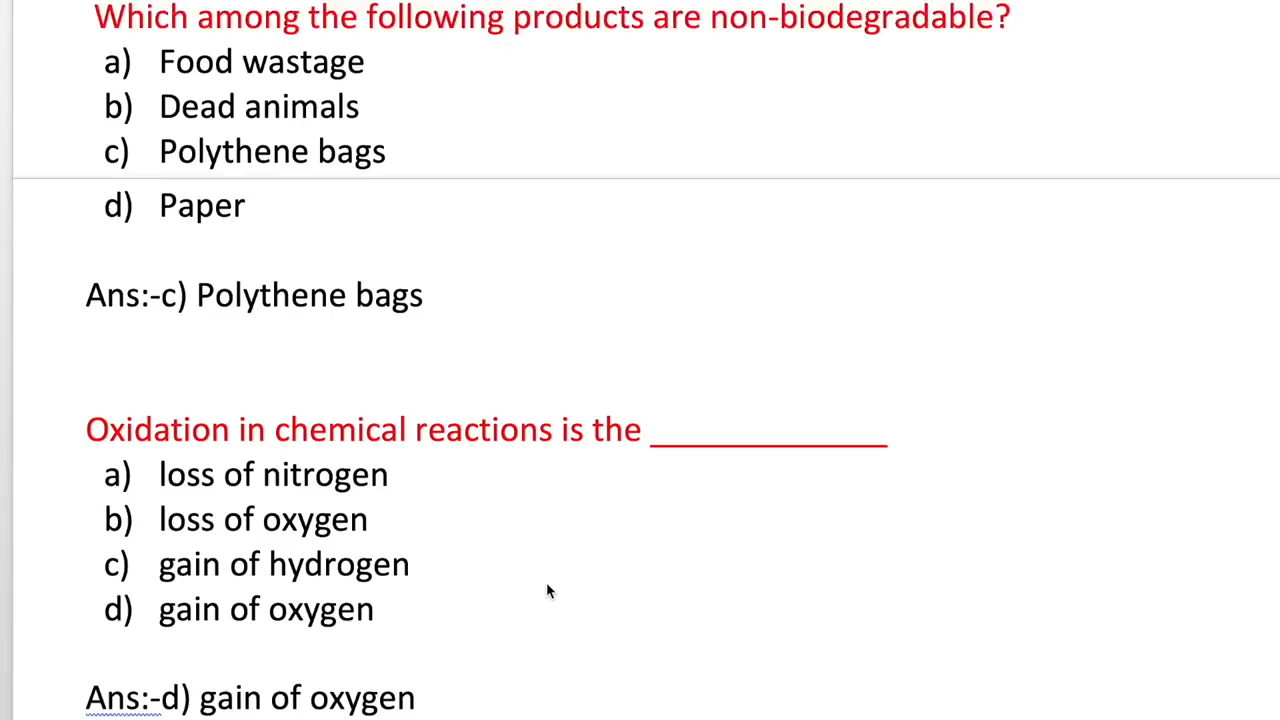 Which among the following products are non-biodegradable?
a) Food wastage
b) Dead animals
c) Polythene bags
d) Paper
Ans:-c) Polythene bags
Oxidation in chemical reactions is the ______________
a) loss of nitrogen
b) loss of oxygen
c) gain of hydrogen
d) gain of oxygen
Ans:-d) gain of oxygen